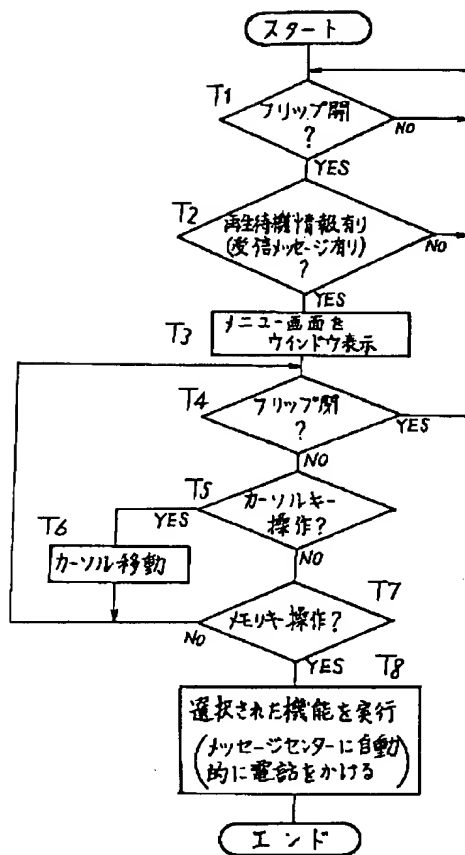 スタート
T1
フリップ開
?
NO
YES
T2
再生待機情報有り
(受信メッセージ有り)
?
NO
YES
T3
メニュー画面を
ウインドウ表示
T4
フリップ開
?
YES
NO
T5
カーソルキー
操作?
YES
NO
T6
カーソル移動
T7
メモリキー操作?
NO
YES
T8
選択された機能を実行
(メッセージセンターに自動
的に電話をかける)
エンド